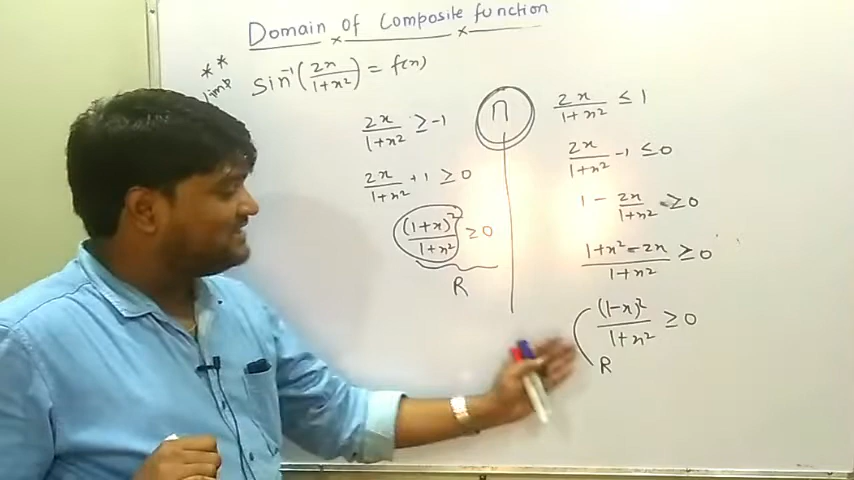 Domain of Composite function
** imp sin⁻¹(2x/1+x²) = f(x)
2x/1+x² ≥ -1
2x/1+x² +1 ≥ 0
(1+x)²/1+x² ≥ 0
R
∩
2x/1+x² ≤ 1
2x/1+x² -1 ≤ 0
1 - 2x/1+x² ≥ 0
1+x²-2x/1+x² ≥ 0
(1-x)²/1+x² ≥ 0
R